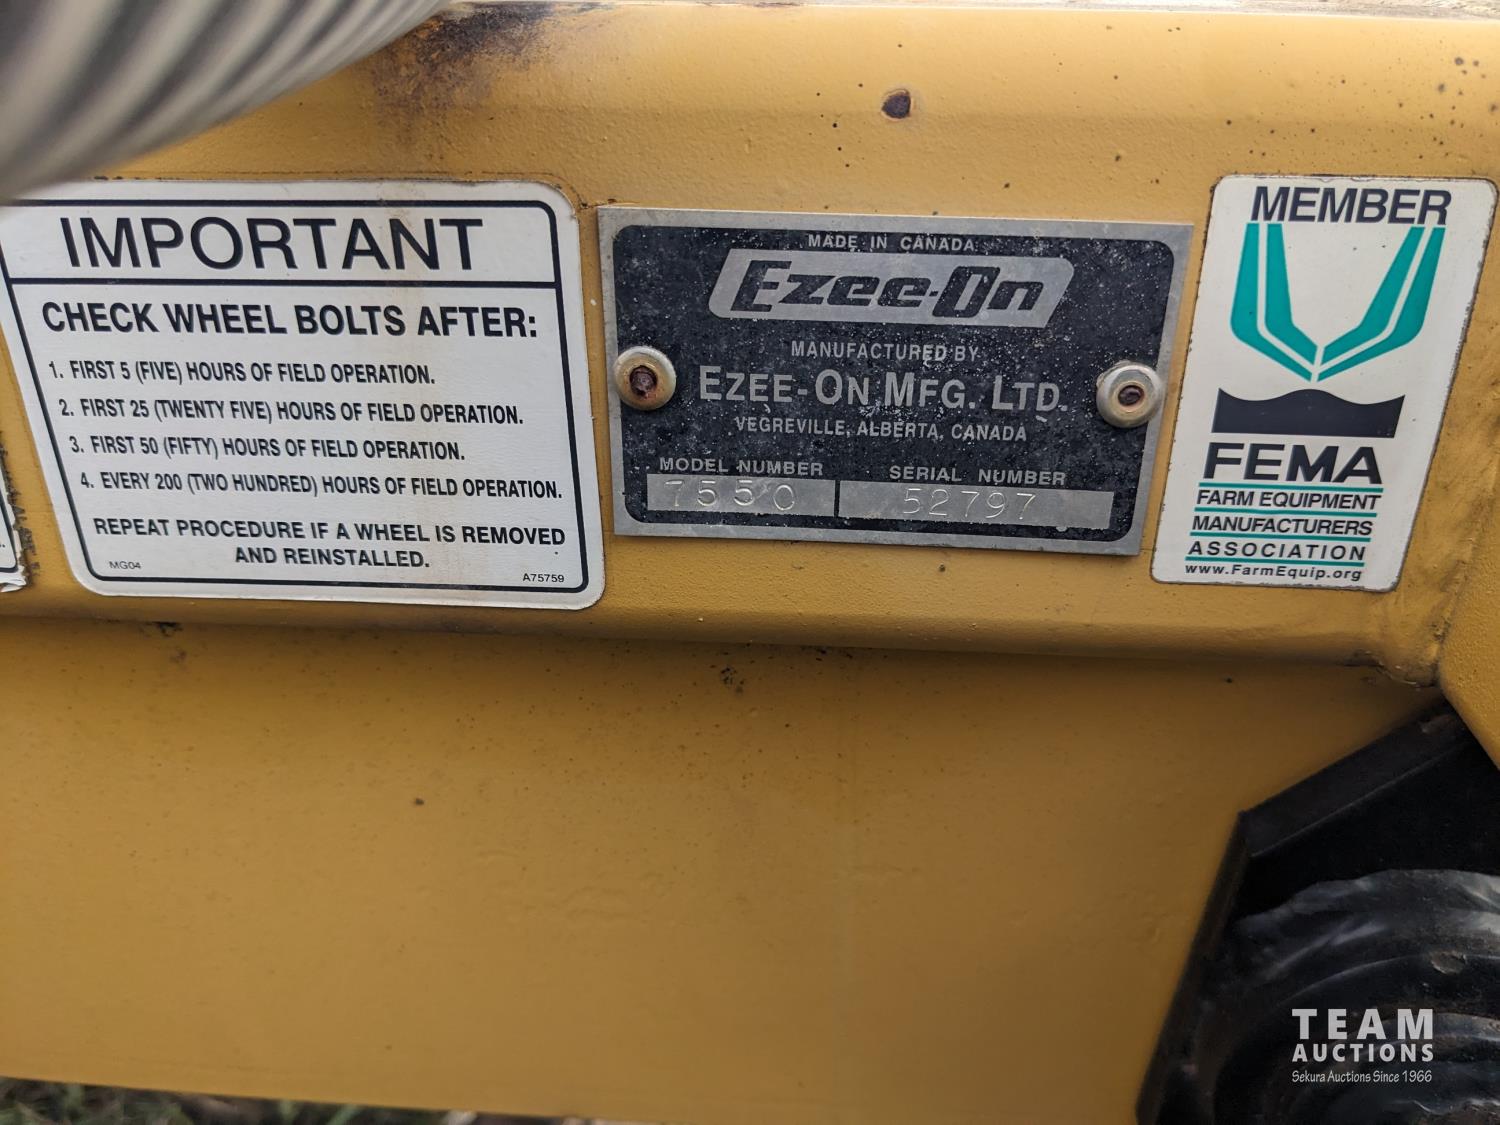 IMPORTANT
CHECK WHEEL BOLTS AFTER:
1. FIRST 5 (FIVE) HOURS OF FIELD OPERATION.
2. FIRST 25 (TWENTY FIVE) HOURS OF FIELD OPERATION.
3. FIRST 50 (FIFTY) HOURS OF FIELD OPERATION.
4. EVERY 200 (TWO HUNDRED) HOURS OF FIELD OPERATION.
REPEAT PROCEDURE IF A WHEEL IS REMOVED
AND REINSTALLED.
MG04 A75759
MADE IN CANADA
Ezee-On
MANUFACTURED BY
EZEE-ON MFG. LTD.
VEGREVILLE, ALBERTA, CANADA
MODEL NUMBER SERIAL NUMBER
7550 52797
MEMBER
FEMA
FARM EQUIPMENT
MANUFACTURERS
ASSOCIATION
www.FarmEquip.org
TEAM
AUCTIONS
Sekura Auctions Since 1966